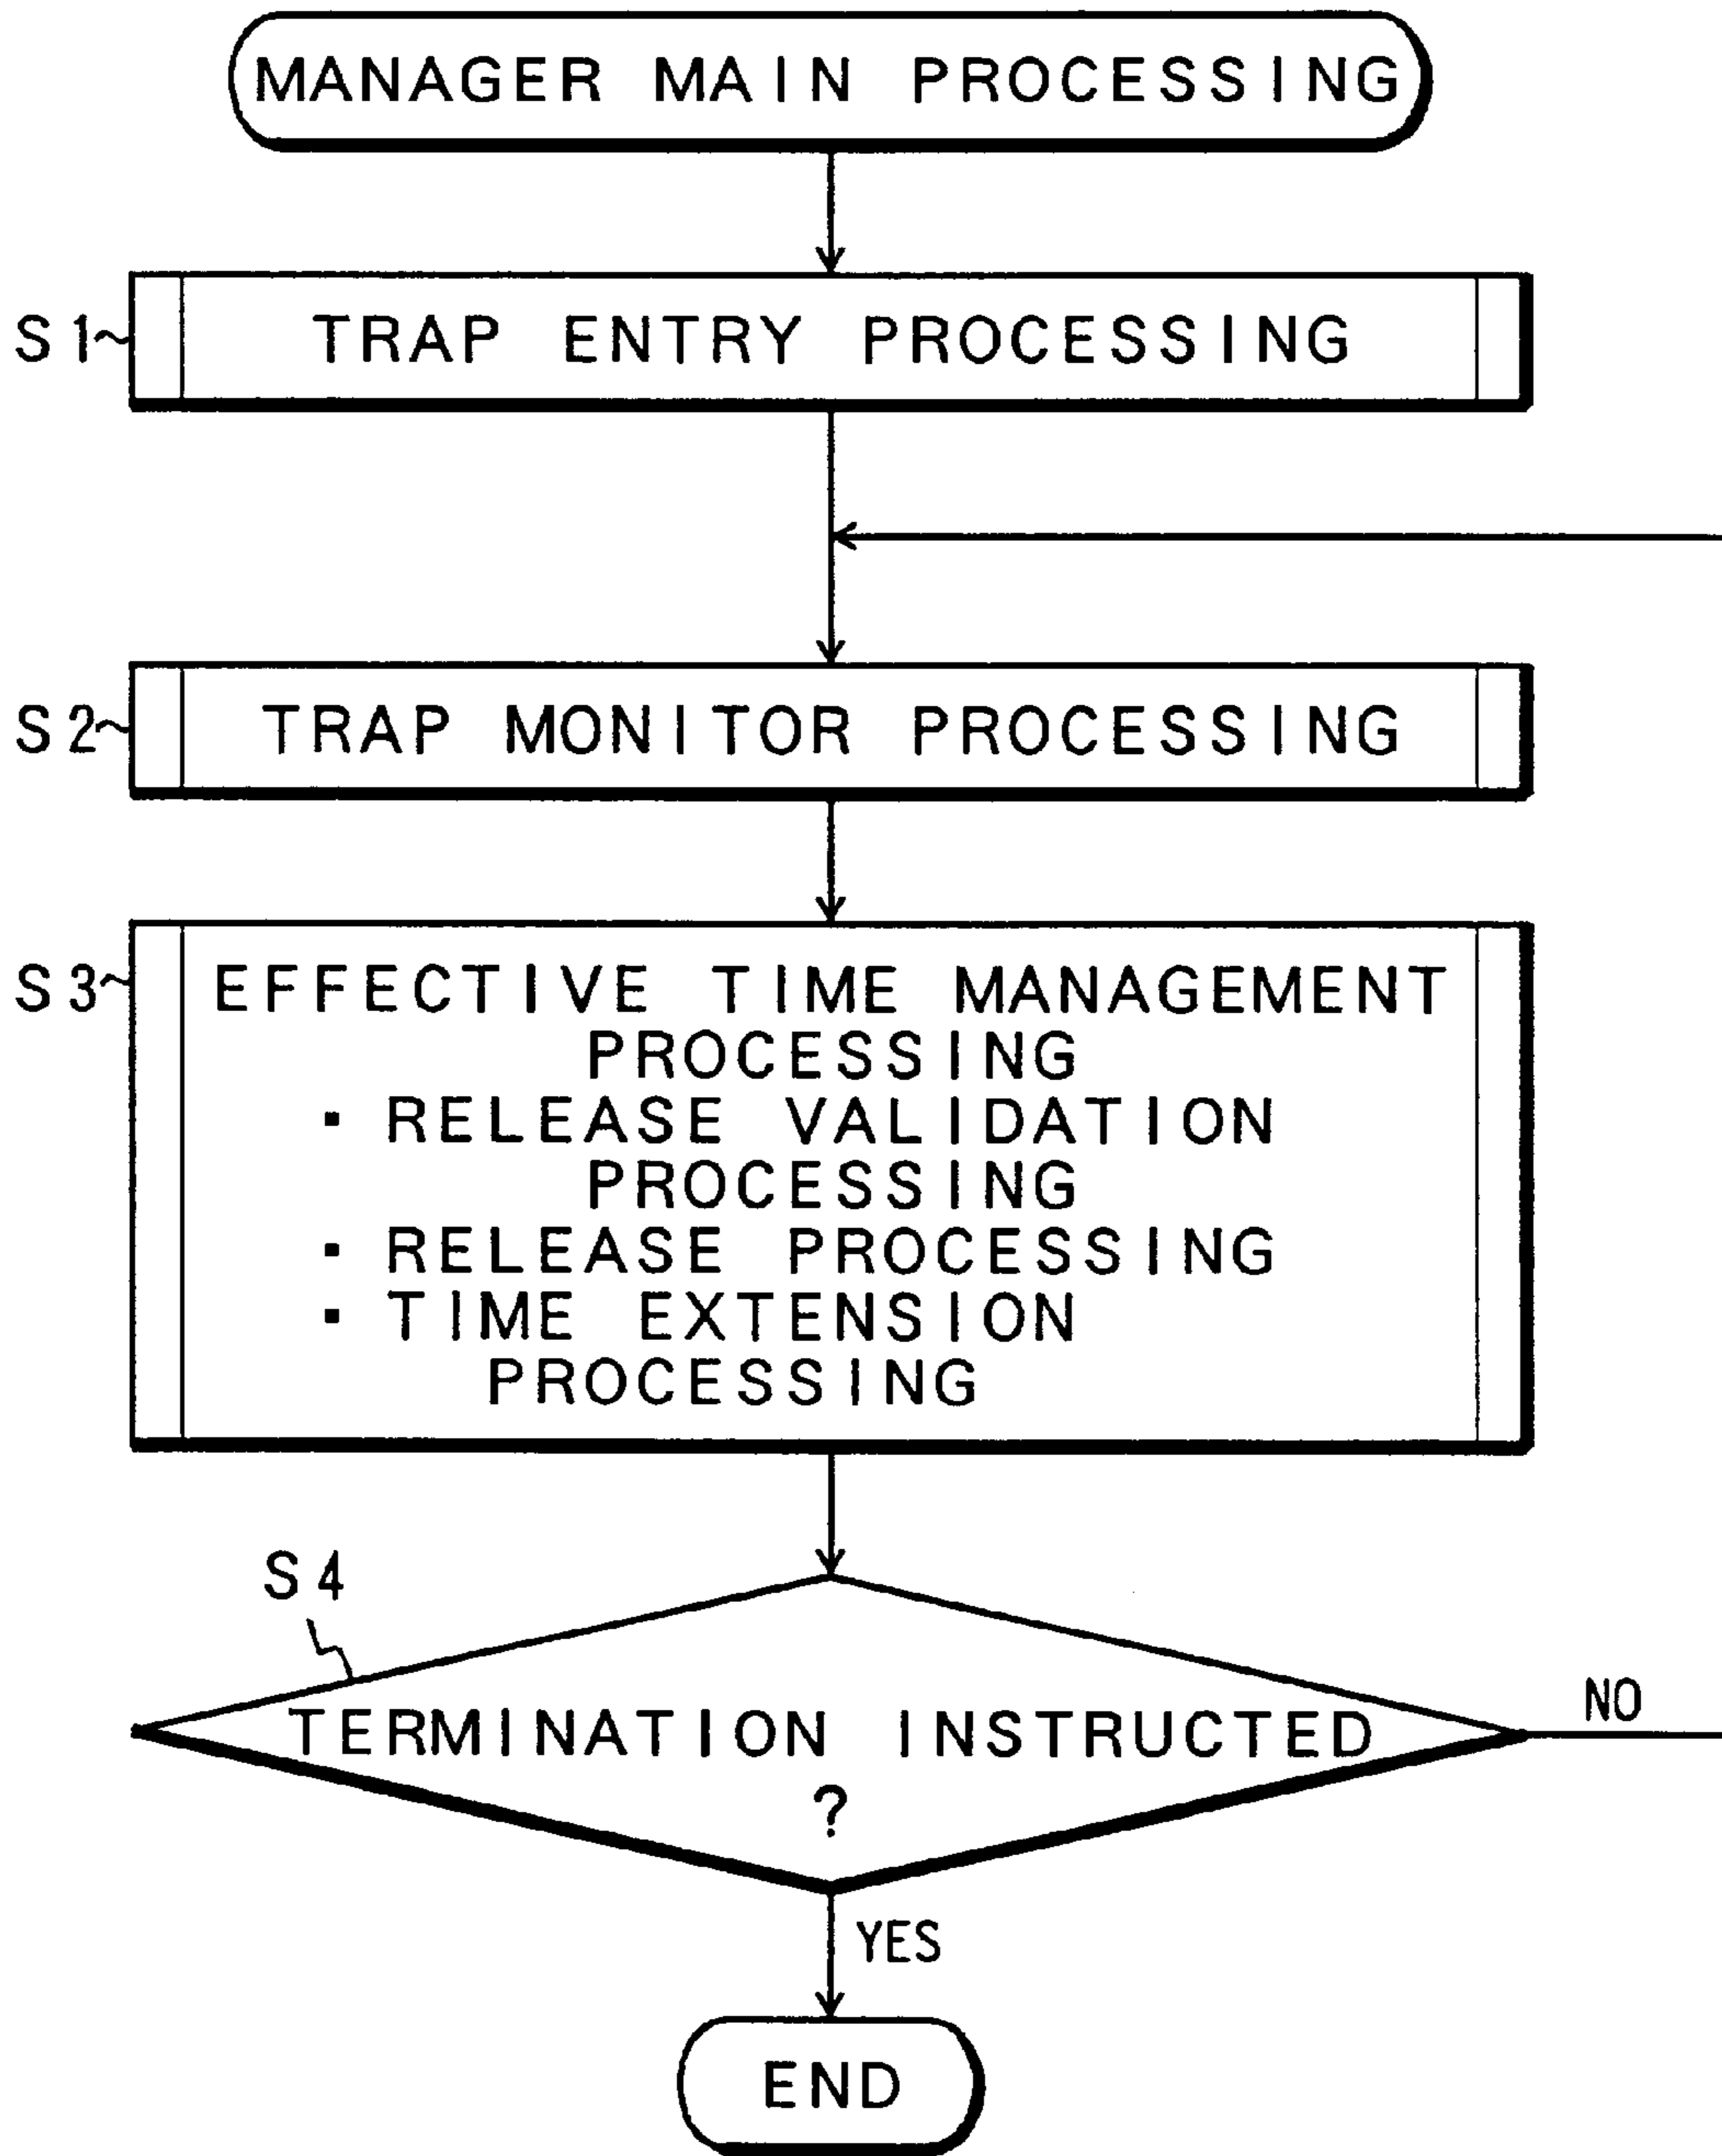 MANAGER MAIN PROCESSING
S1
TRAP ENTRY PROCESSING
S2
TRAP MONITOR PROCESSING
S3
EFFECTIVE TIME MANAGEMENT
PROCESSING
▪ RELEASE VALIDATION
PROCESSING
▪ RELEASE PROCESSING
▪ TIME EXTENSION
PROCESSING
S4
TERMINATION INSTRUCTED
?
NO
YES
END